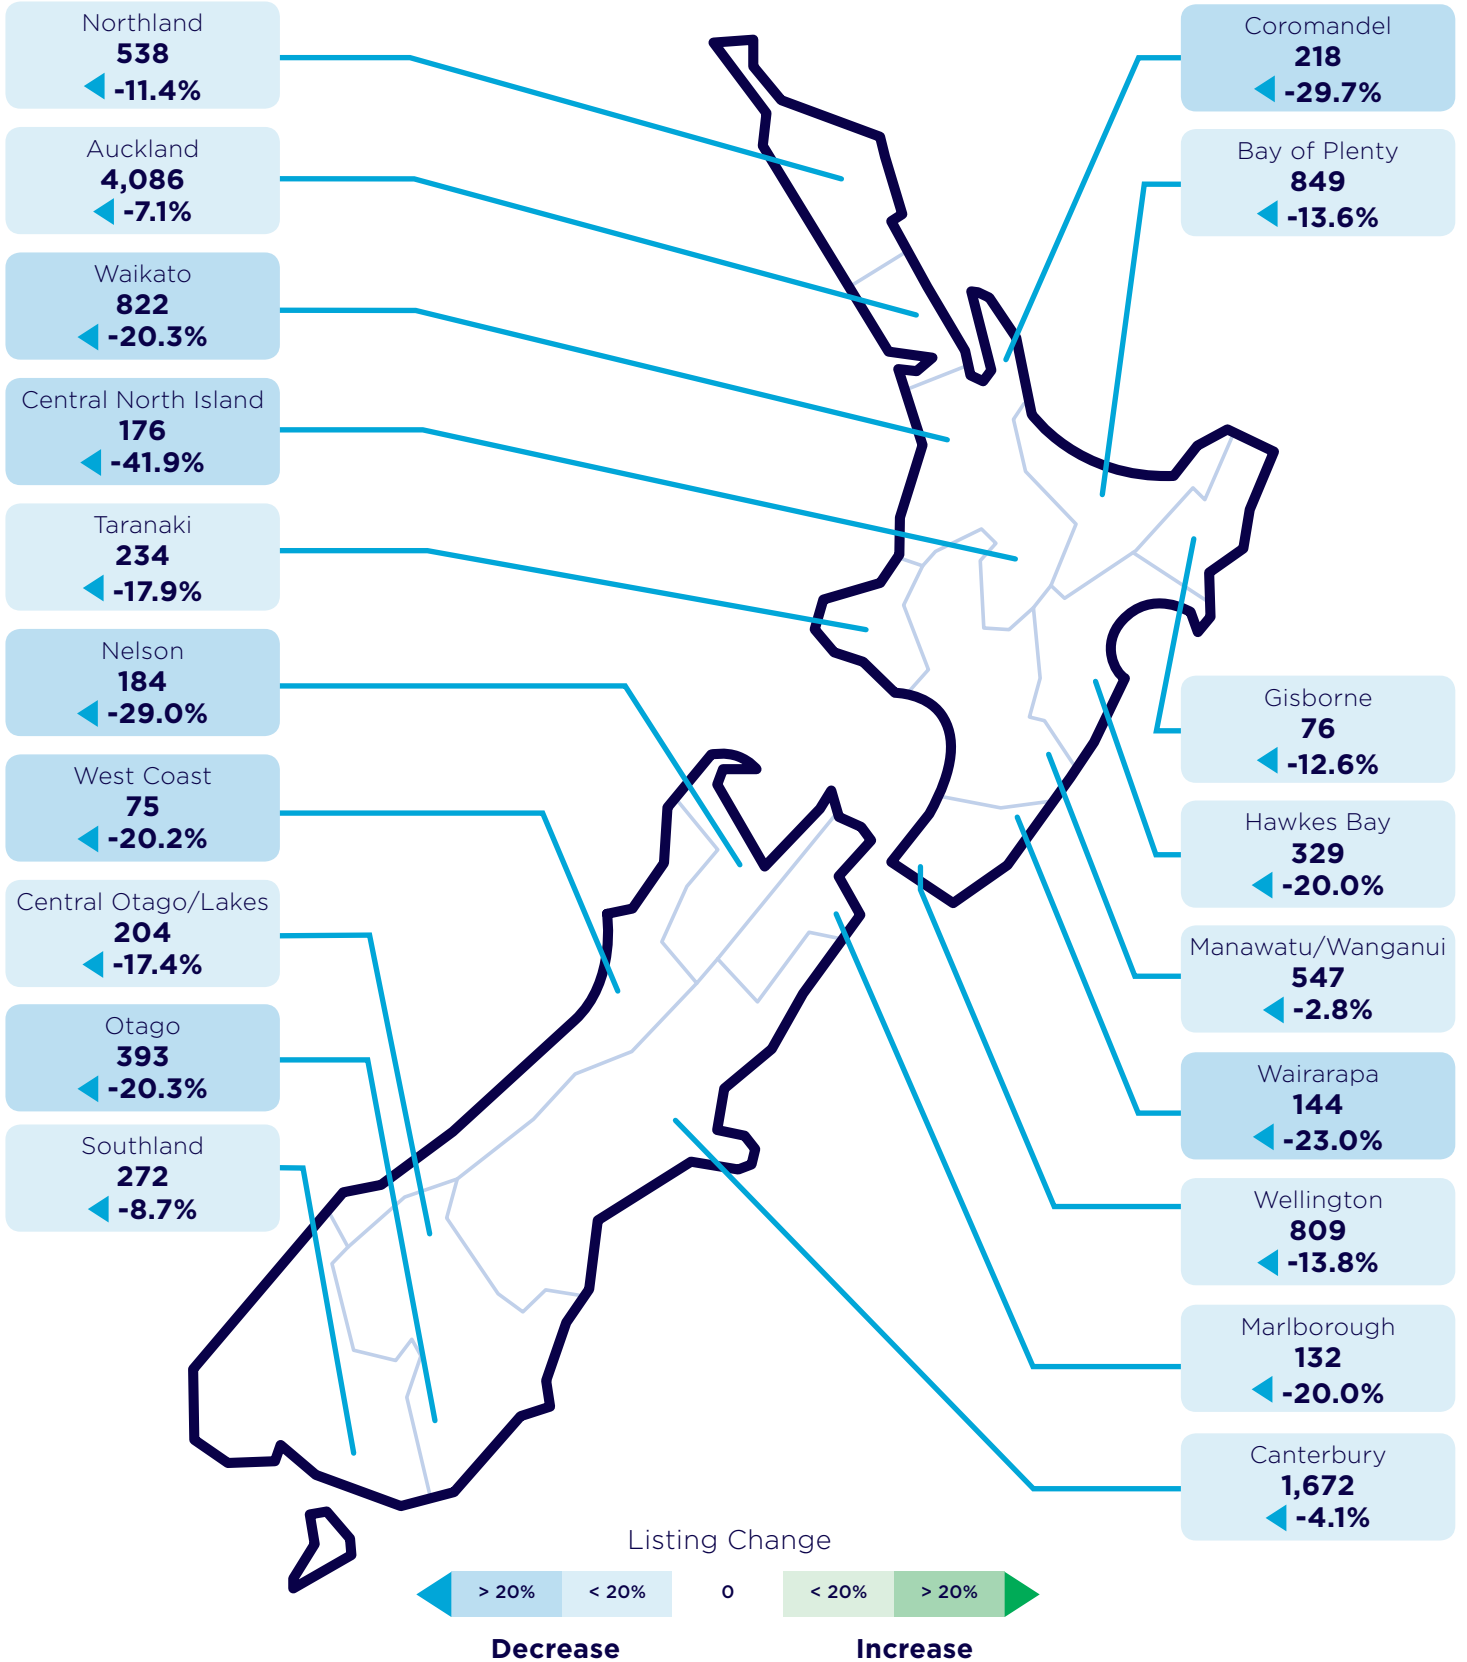 Northland
538
-11.4%
Auckland
4,086
-7.1%
Waikato
822
-20.3%
Central North Island
176
-41.9%
Taranaki
234
-17.9%
Nelson
184
-29.0%
West Coast
75
-20.2%
Central Otago/Lakes
204
-17.4%
Otago
393
-20.3%
Southland
272
-8.7%
Coromandel
218
-29.7%
Bay of Plenty
849
-13.6%
Gisborne
76
-12.6%
Hawkes Bay
329
-20.0%
Manawatu/Wanganui
547
-2.8%
Wairarapa
144
-23.0%
Wellington
809
-13.8%
Marlborough
132
-20.0%
Canterbury
1,672
-4.1%
Listing Change
> 20% < 20% 0 < 20% > 20%
Decrease Increase